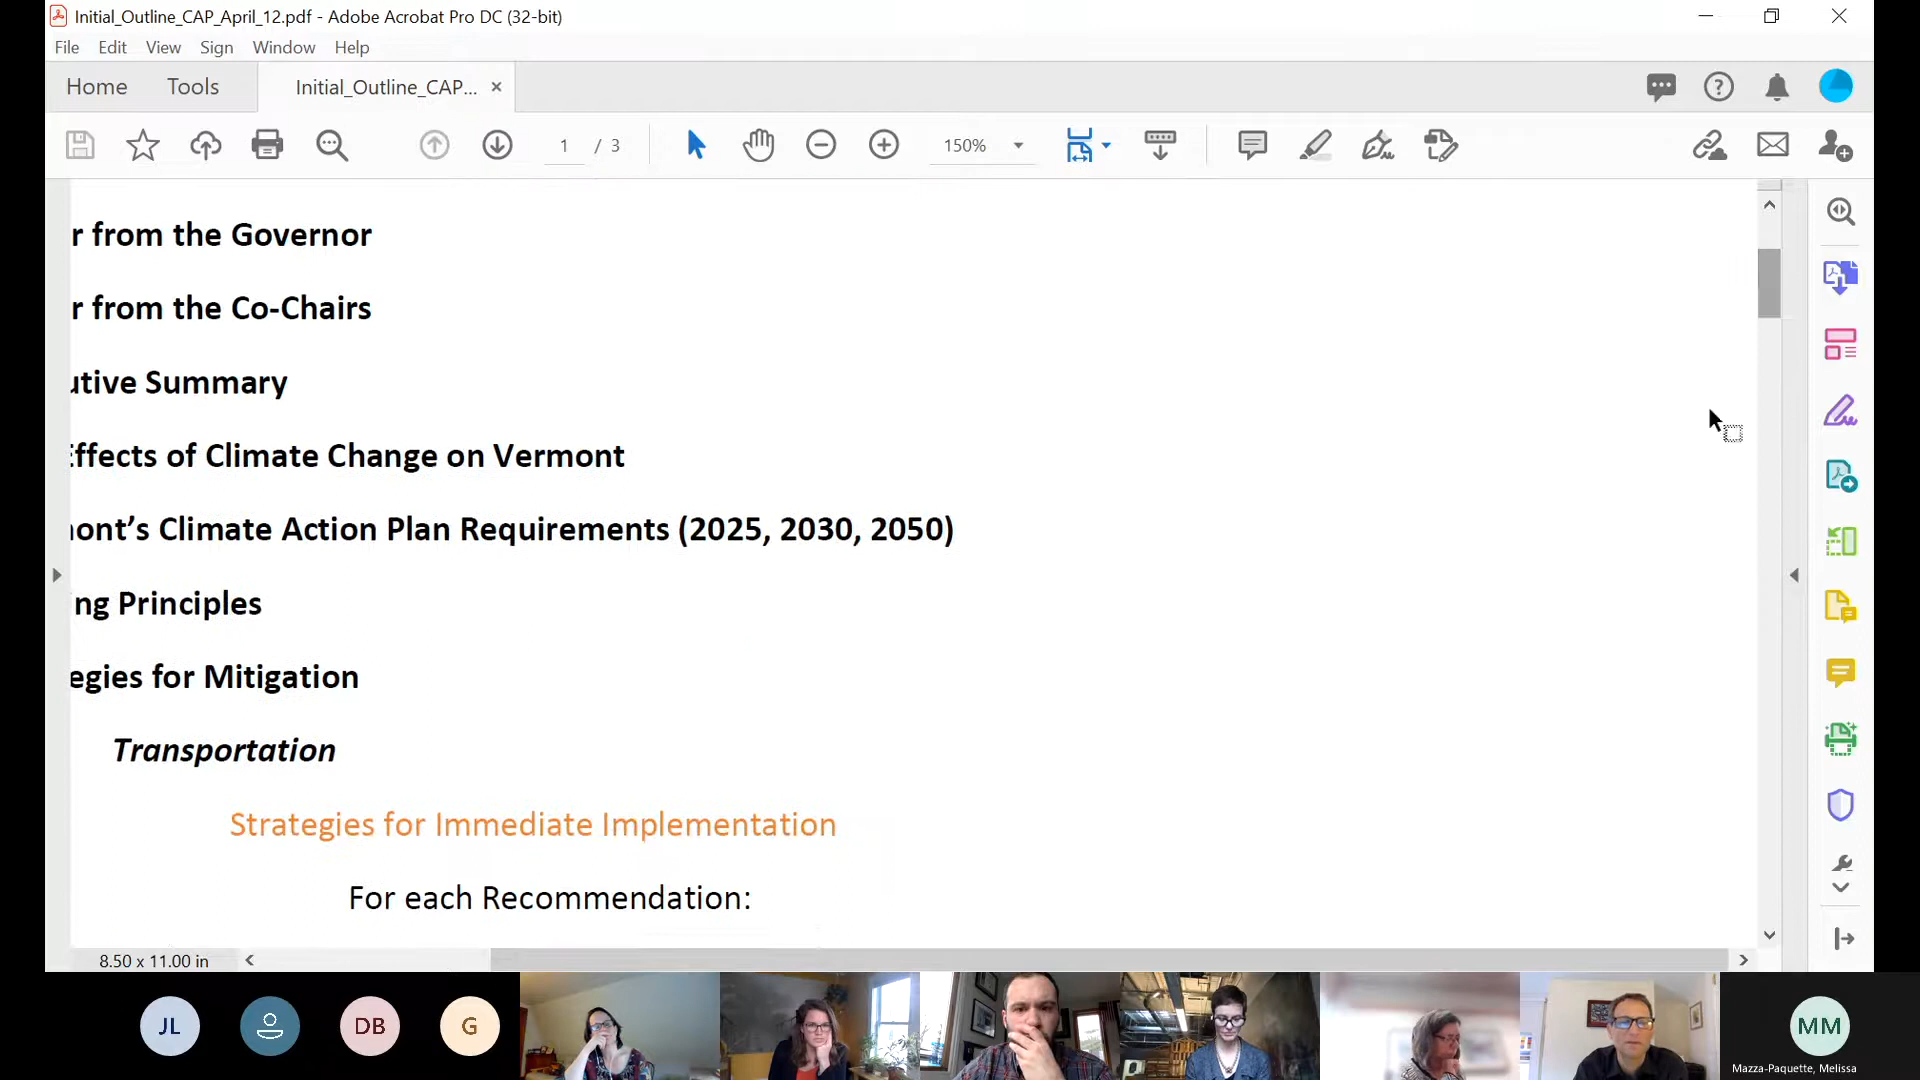 Initial_Outline_CAP_April_12.pdf - Adobe Acrobat Pro DC (32-bit)
File Edit View Sign Window Help
Home Tools Initial_Outline_CAP... ×
1 / 3 150%
r from the Governor
r from the Co-Chairs
utive Summary
Effects of Climate Change on Vermont
mont’s Climate Action Plan Requirements (2025, 2030, 2050)
ing Principles
egies for Mitigation
Transportation
Strategies for Immediate Implementation
For each Recommendation:
8.50 x 11.00 in
JL DB G MM
Mazza-Paquette, Melissa